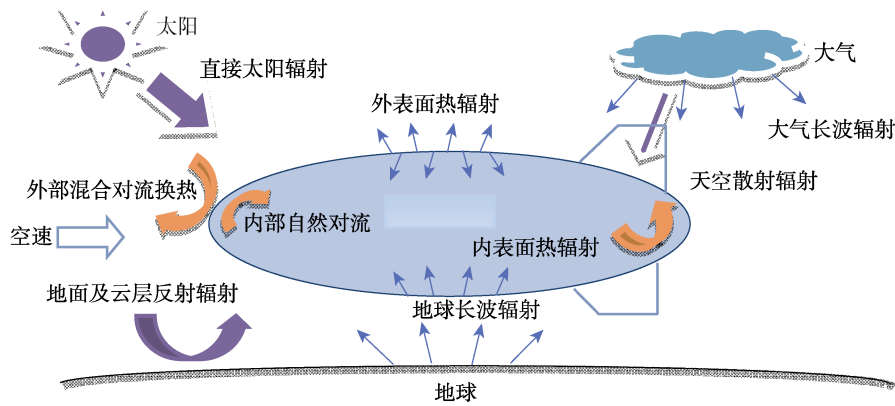 太阳
直接太阳辐射
大气
外表面热辐射
大气长波辐射
外部混合对流换热
天空散射辐射
内部自然对流
空速
内表面热辐射
地面及云层反射辐射
地球长波辐射
地球